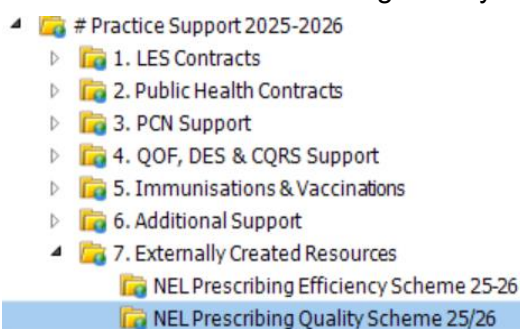 # Practice Support 2025-2026
1. LES Contracts
2. Public Health Contracts
3. PCN Support
4. QOF, DES & CQRS Support
5. Immunisations & Vaccinations
6. Additional Support
7. Externally Created Resources
NEL Prescribing Efficiency Scheme 25-26
NEL Prescribing Quality Scheme 25/26